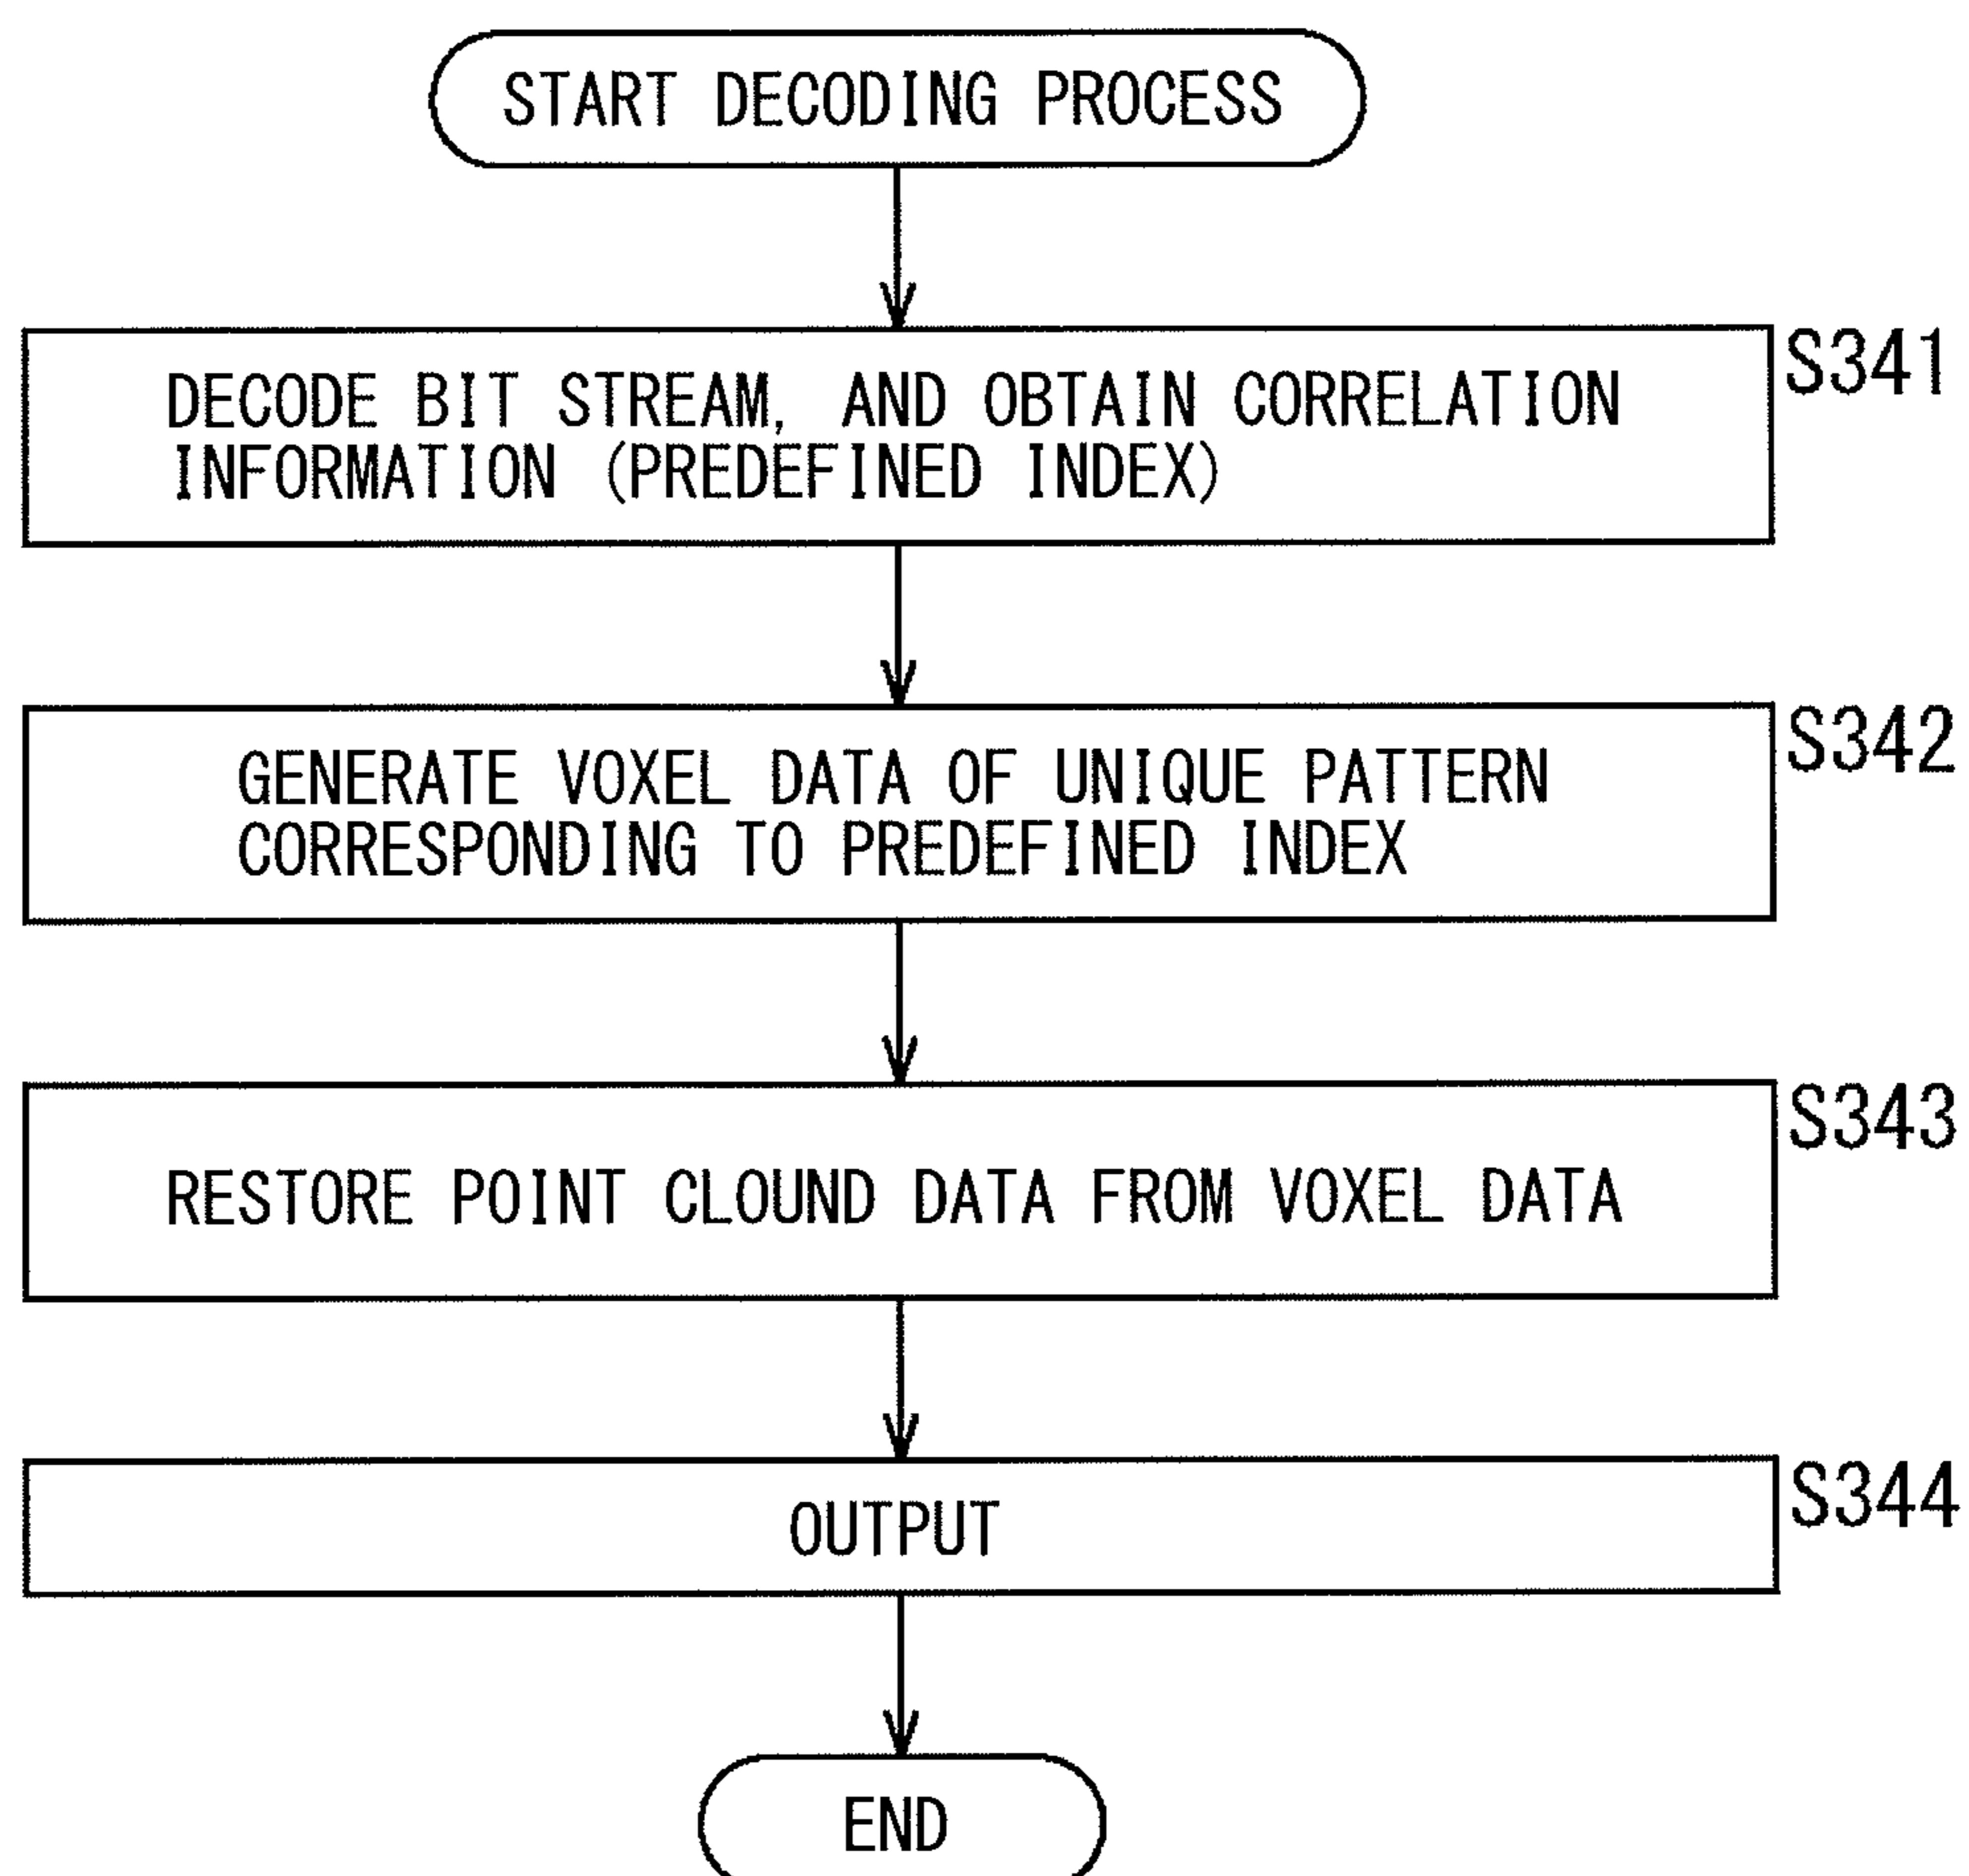 START DECODING PROCESS
DECODE BIT STREAM, AND OBTAIN CORRELATION
INFORMATION (PREDEFINED INDEX)
S341
GENERATE VOXEL DATA OF UNIQUE PATTERN
CORRESPONDING TO PREDEFINED INDEX
S342
RESTORE POINT CLOUND DATA FROM VOXEL DATA
S343
OUTPUT
S344
END